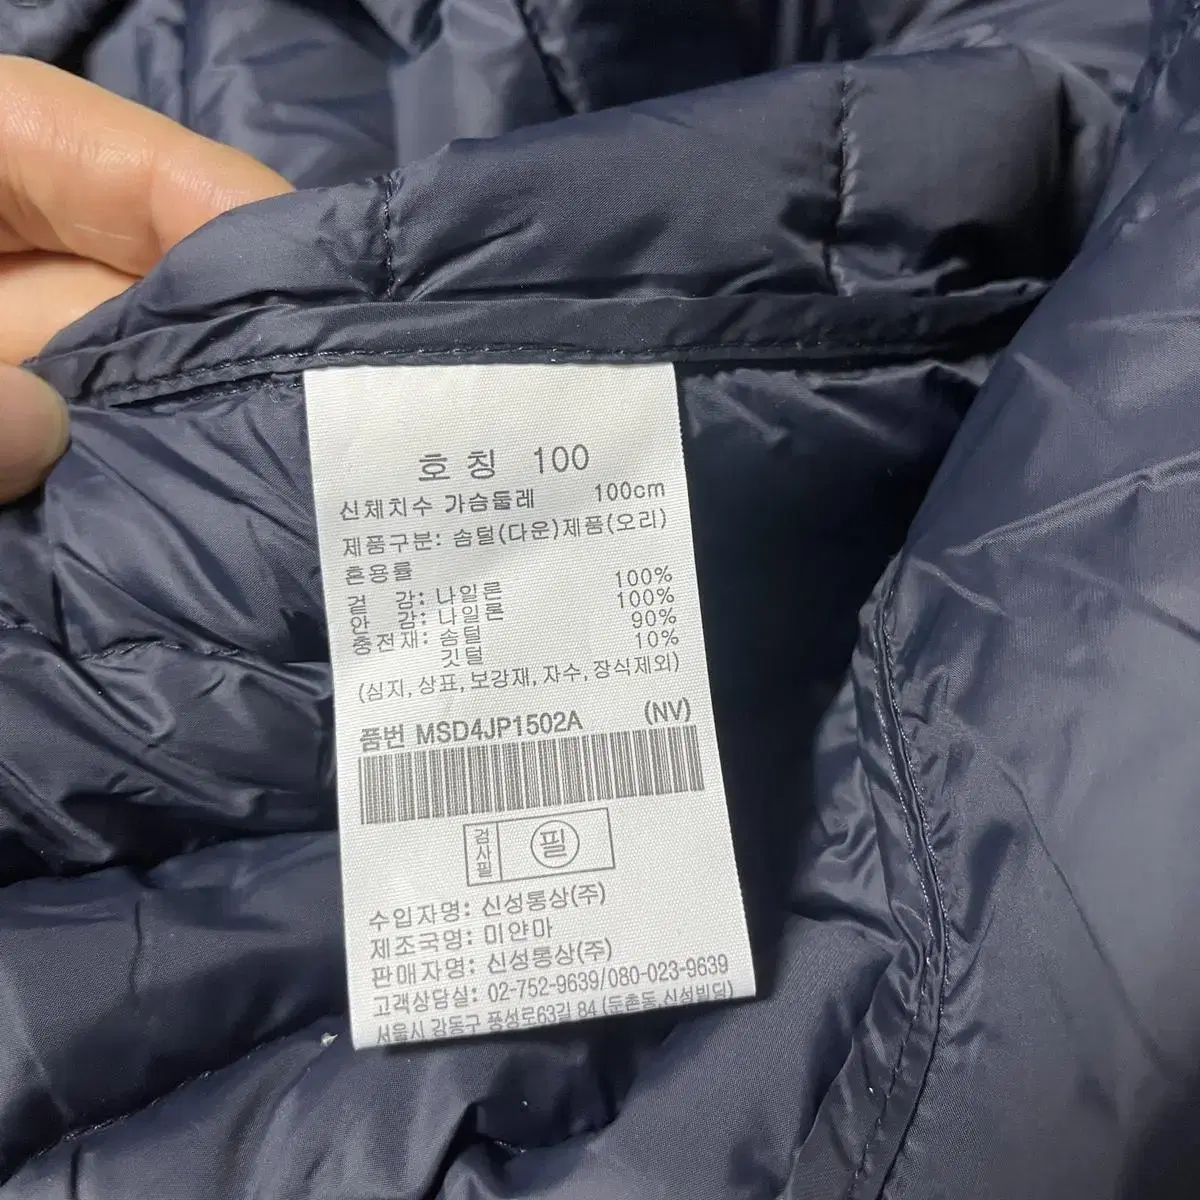 호 칭 100
신체치수 가슴둘레 100cm
제품구분: 솜털(다운)제품(오리)
혼용률
겉 감: 나일론 100%
안 감: 나일론 100%
충전재: 솜털 90%
깃털 10%
(심지, 상표, 보강재, 자수, 장식제외)
품번 MSD4JP1502A (NV)
검사필 필
수입자명: 신성통상(주)
제조국명: 미얀마
판매자명: 신성통상(주)
고객상담실: 02-752-9639/080-023-9639
서울시 강동구 풍성로63길 84 (둔촌동, 신성빌딩)